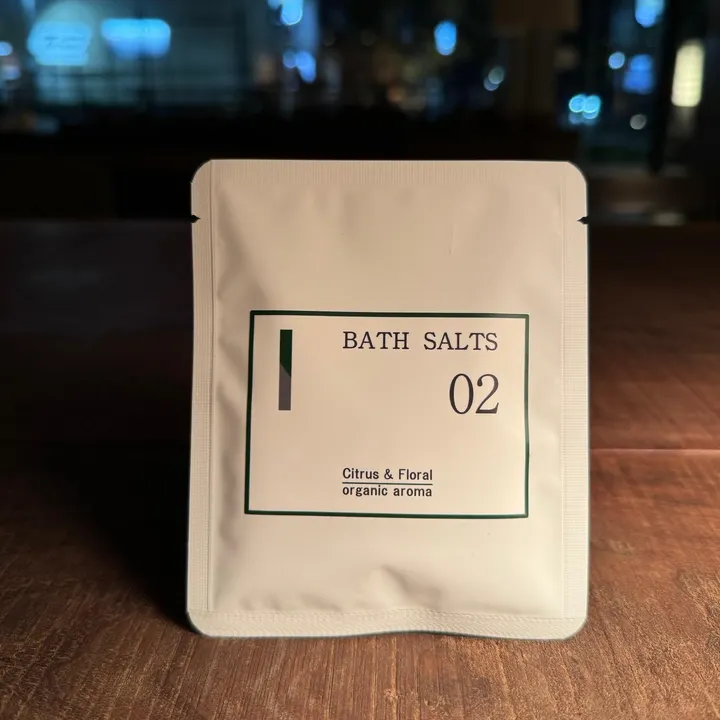 BATH SALTS
02
Citrus & Floral
organic aroma